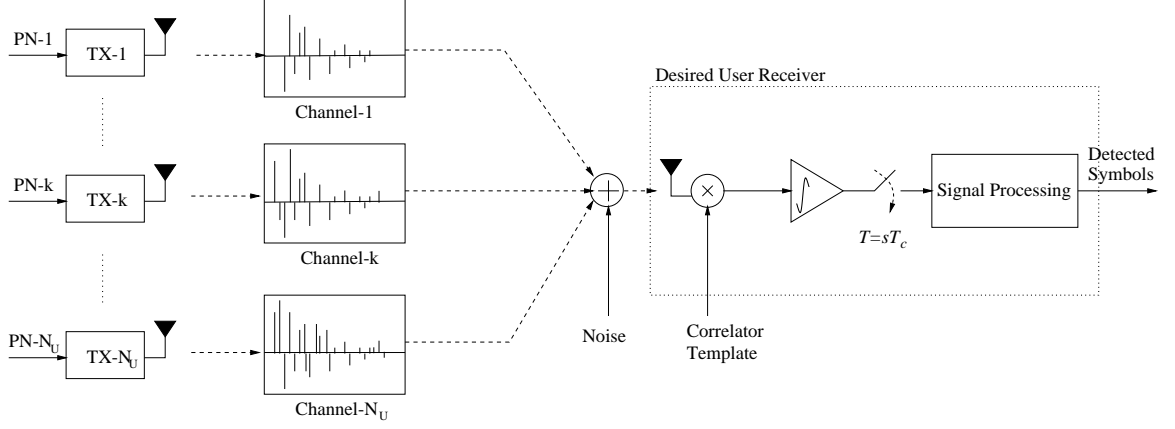 PN-1
TX-1
Channel-1
PN-k
TX-k
Channel-k
PN-N_U
TX-N_U
Channel-N_U
Noise
Desired User Receiver
×
∫
T=sT_c
Correlator
Template
Signal Processing
Detected
Symbols